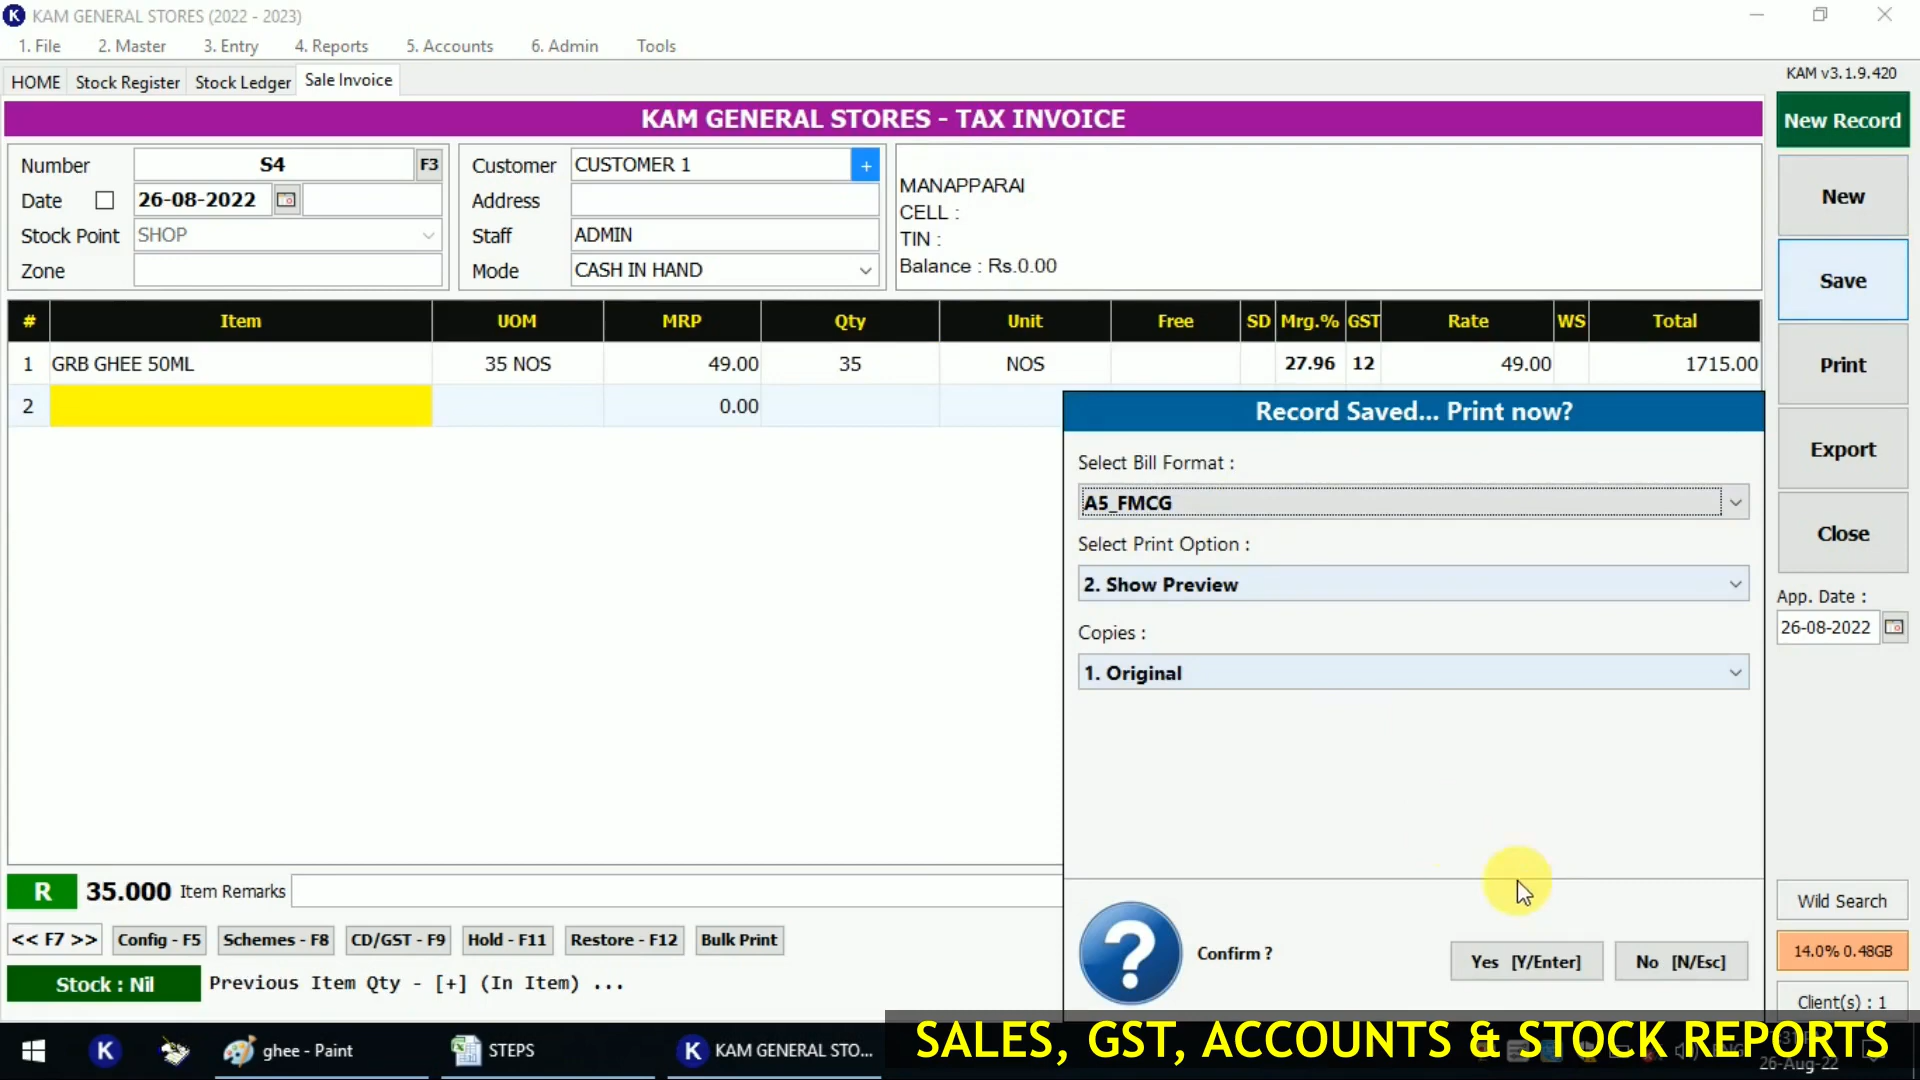 K KAM GENERAL STORES (2022 - 2023)
1. File 2. Master 3. Entry 4. Reports 5. Accounts 6. Admin Tools
HOME Stock Register Stock Ledger Sale Invoice
KAM v3.1.9.420
KAM GENERAL STORES - TAX INVOICE
New Record
Number S4 F3
Customer CUSTOMER 1 +
Date 26-08-2022
Address
Stock Point SHOP
Staff ADMIN
Zone
Mode CASH IN HAND
MANAPPARAI
CELL :
TIN :
Balance : Rs.0.00
New
Save
Print
Export
Close
# Item UOM MRP Qty Unit Free SD Mrg.% GST Rate WS Total
1 GRB GHEE 50ML 35 NOS 49.00 35 NOS 27.96 12 49.00 1715.00
2 0.00
Record Saved... Print now?
Select Bill Format :
A5_FMCG
Select Print Option :
2. Show Preview
Copies :
1. Original
Confirm ?
Yes [Y/Enter] No [N/Esc]
App. Date :
26-08-2022
R 35.000 Item Remarks
<< F7 >> Config - F5 Schemes - F8 CD/GST - F9 Hold - F11 Restore - F12 Bulk Print
Stock : Nil Previous Item Qty - [+] (In Item) ...
Wild Search
14.0% 0.48GB
Client(s) : 1
K ghee - Paint STEPS K KAM GENERAL STO...
SALES, GST, ACCOUNTS & STOCK REPORTS
26-Aug-22